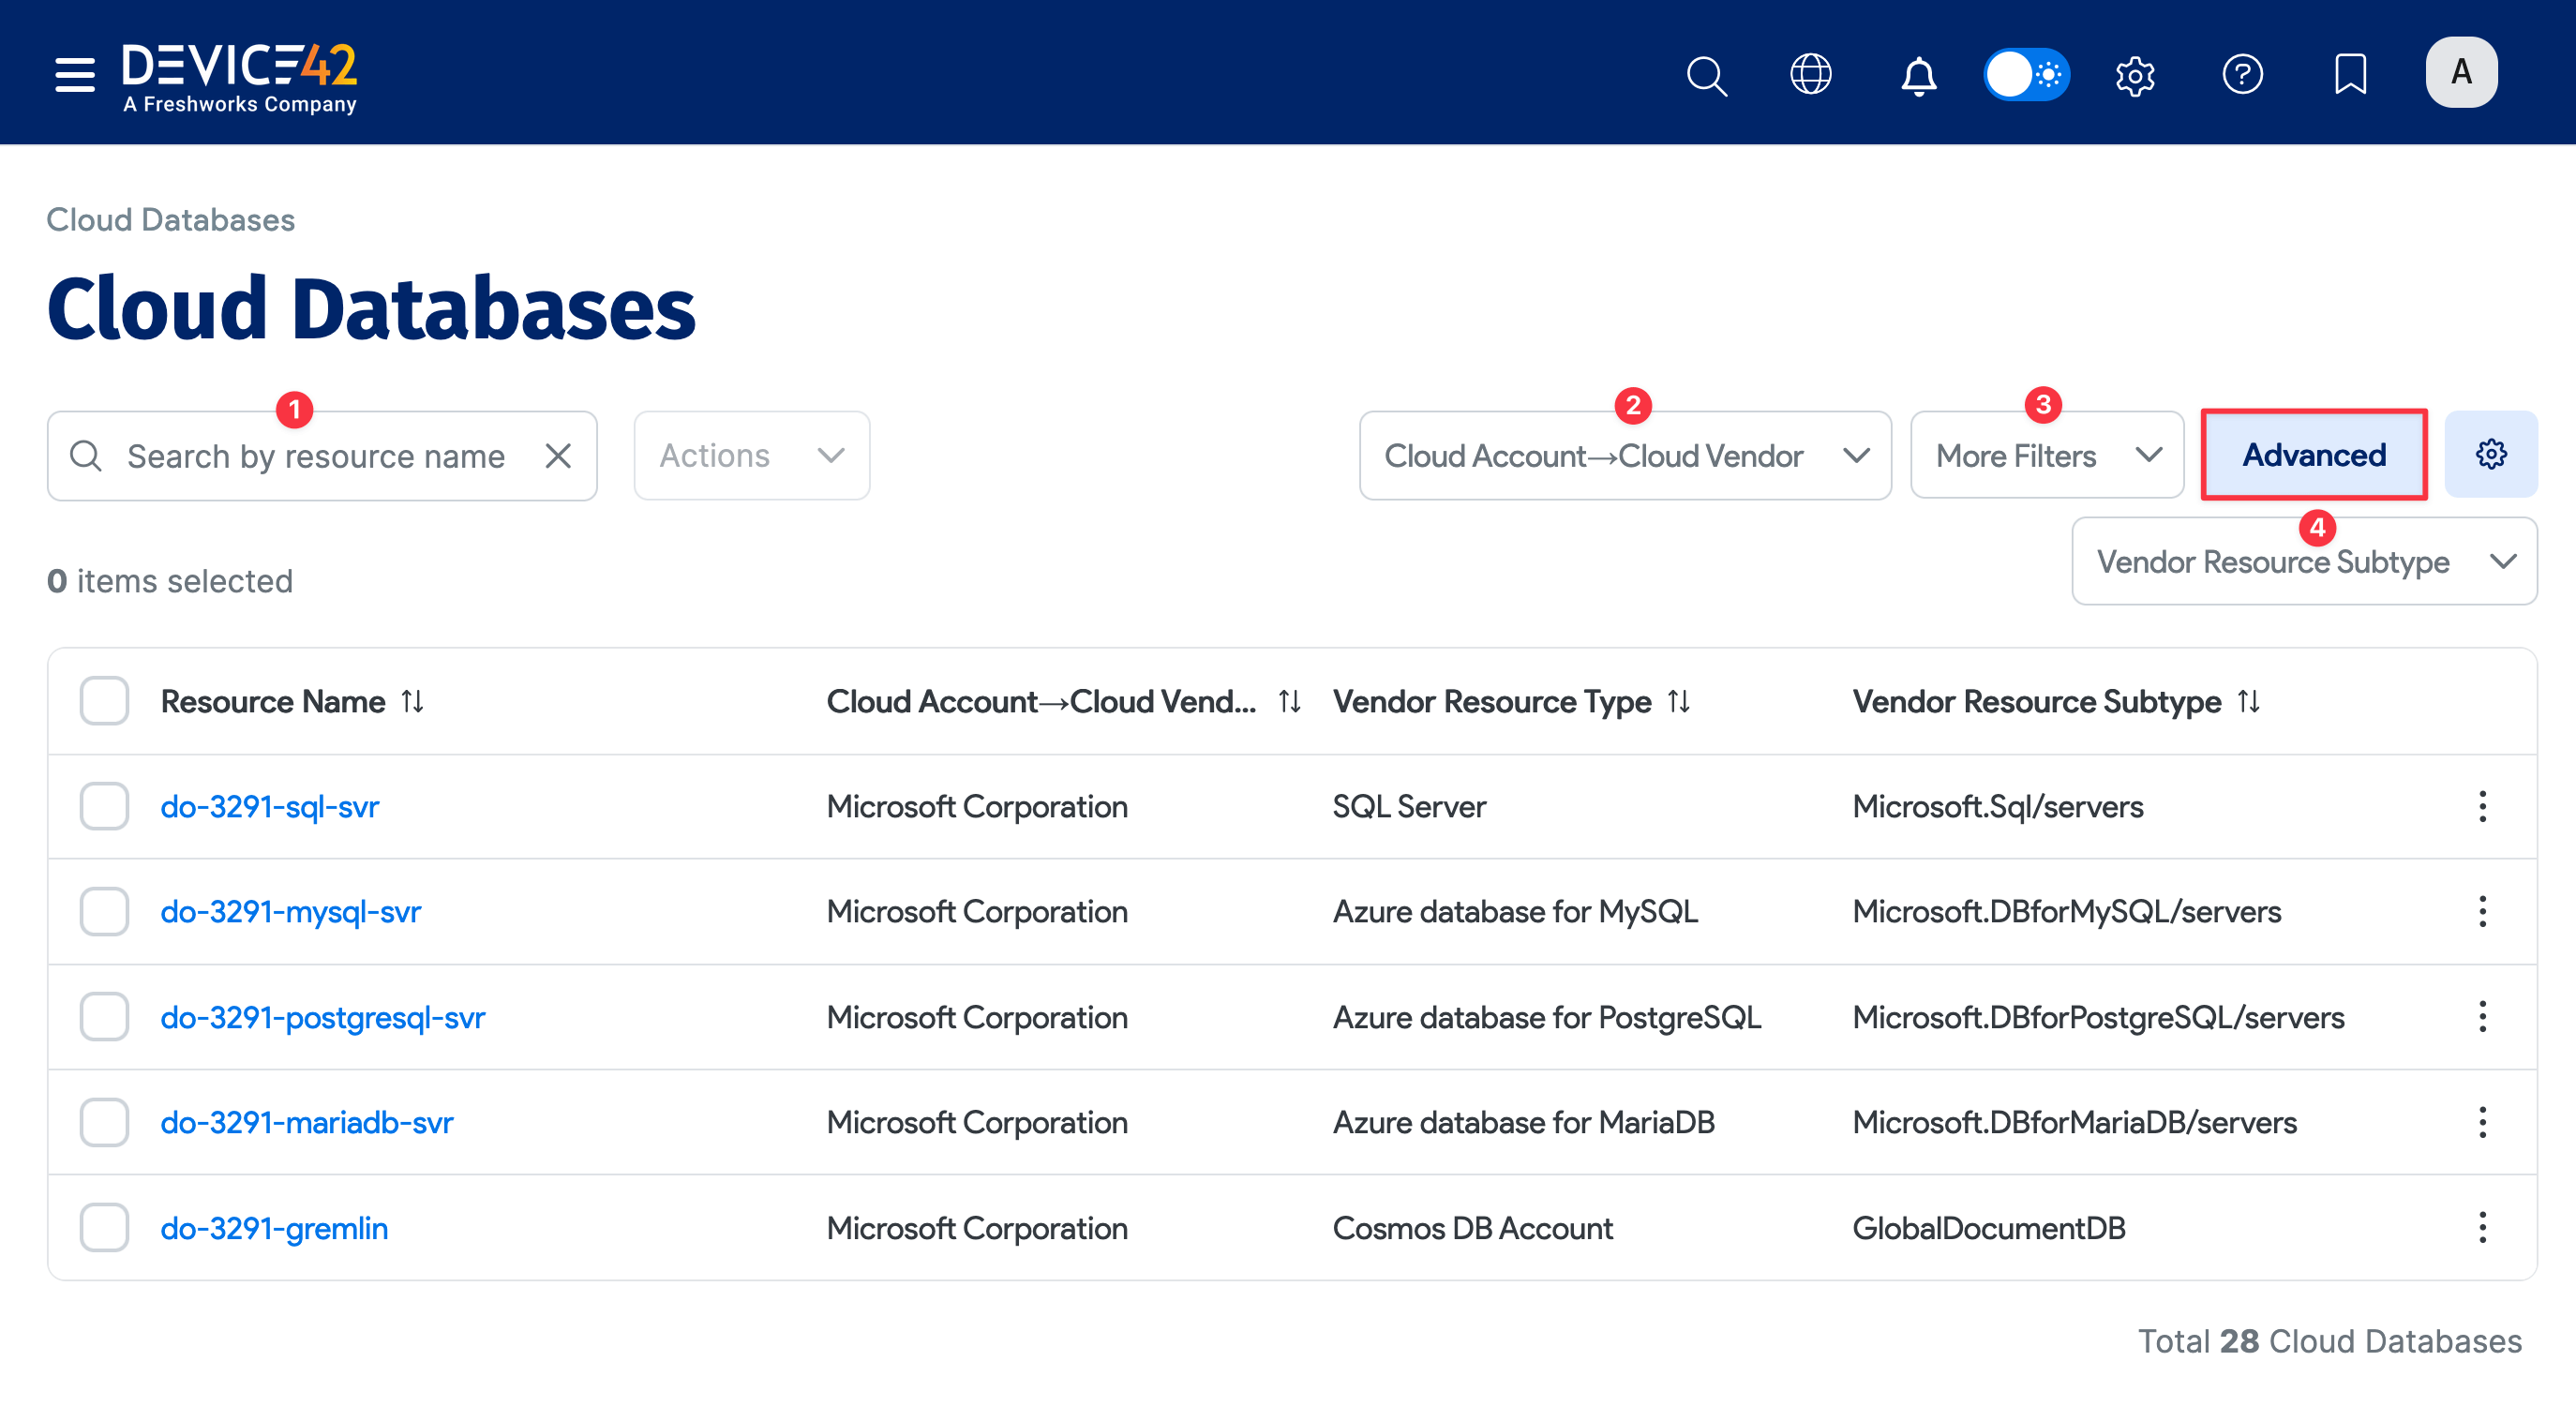 DEVICE42
A Freshworks Company
A
Cloud Databases
Cloud Databases
1
2
3
Search by resource name
Actions
Cloud Account→Cloud Vendor
More Filters
Advanced
4
Vendor Resource Subtype
0 items selected
Resource Name Cloud Account→Cloud Vend... Vendor Resource Type Vendor Resource Subtype
do-3291-sql-svr Microsoft Corporation SQL Server Microsoft.Sql/servers
do-3291-mysql-svr Microsoft Corporation Azure database for MySQL Microsoft.DBforMySQL/servers
do-3291-postgresql-svr Microsoft Corporation Azure database for PostgreSQL Microsoft.DBforPostgreSQL/servers
do-3291-mariadb-svr Microsoft Corporation Azure database for MariaDB Microsoft.DBforMariaDB/servers
do-3291-gremlin Microsoft Corporation Cosmos DB Account GlobalDocumentDB
Total 28 Cloud Databases